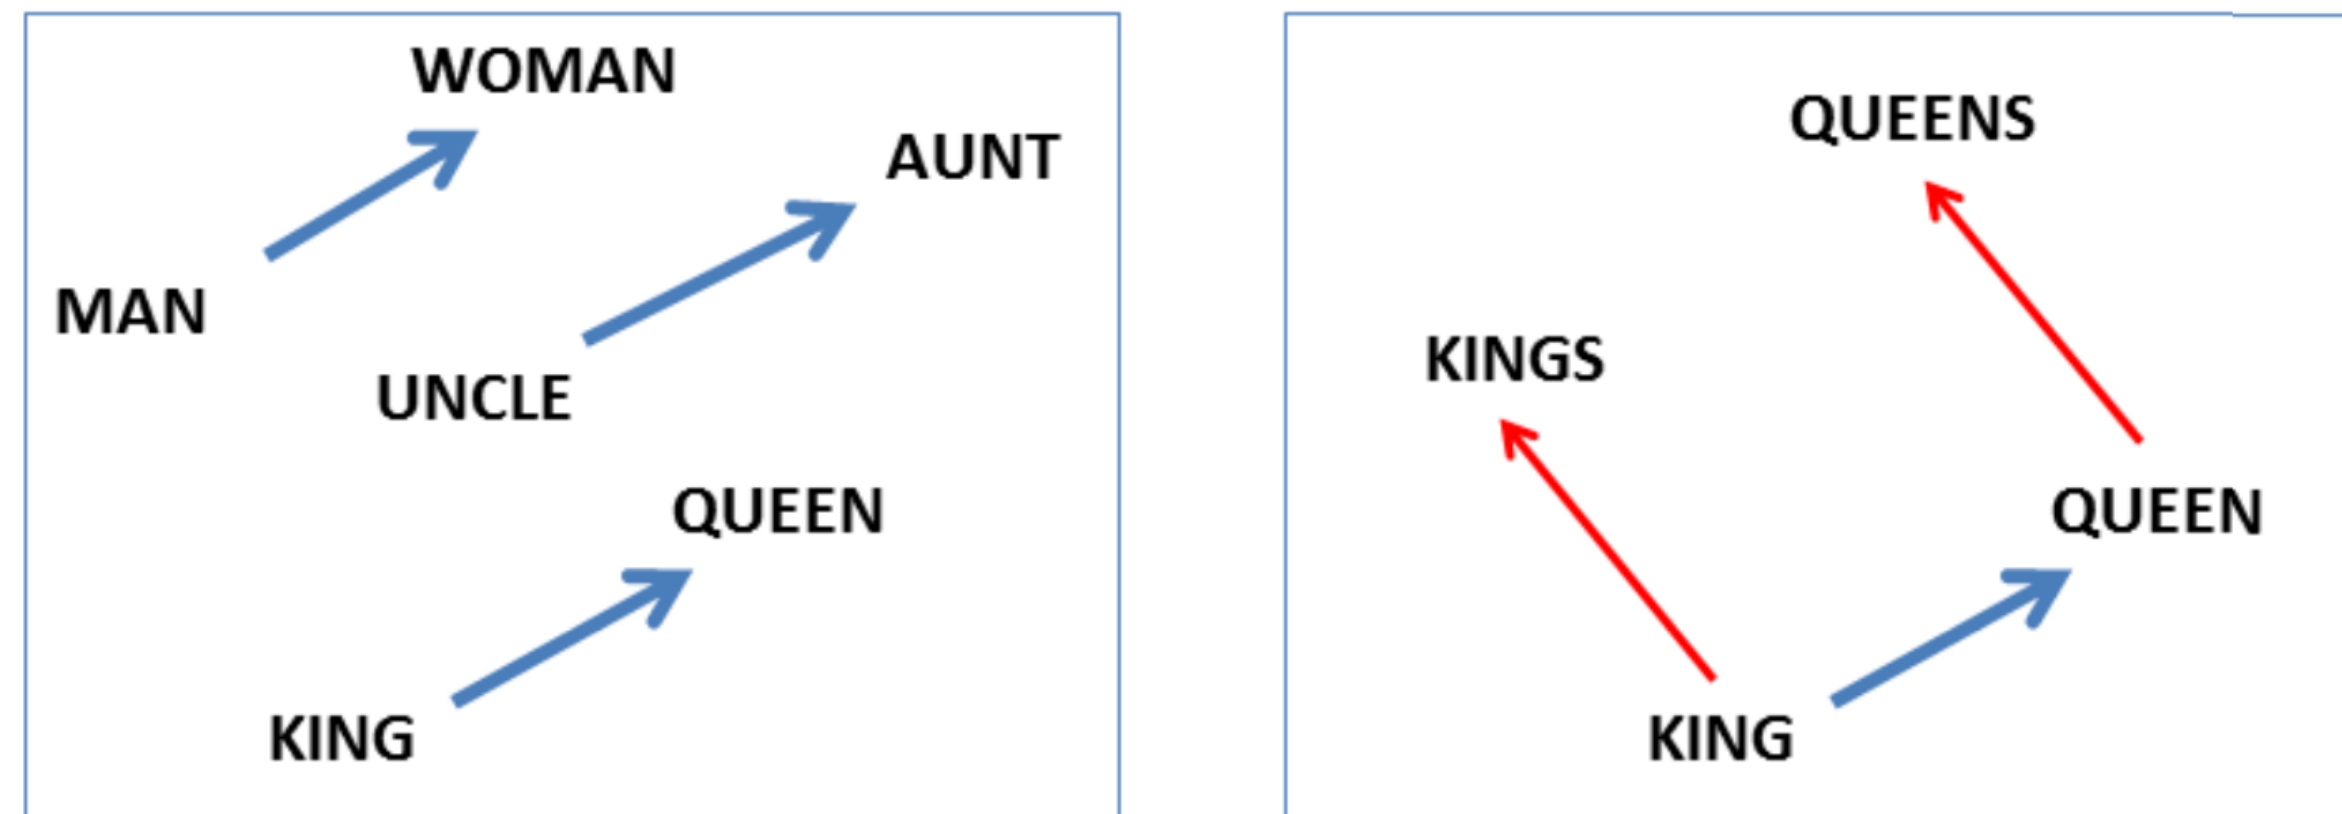 WOMAN
AUNT
MAN
UNCLE
QUEEN
KING
QUEENS
KINGS
QUEEN
KING